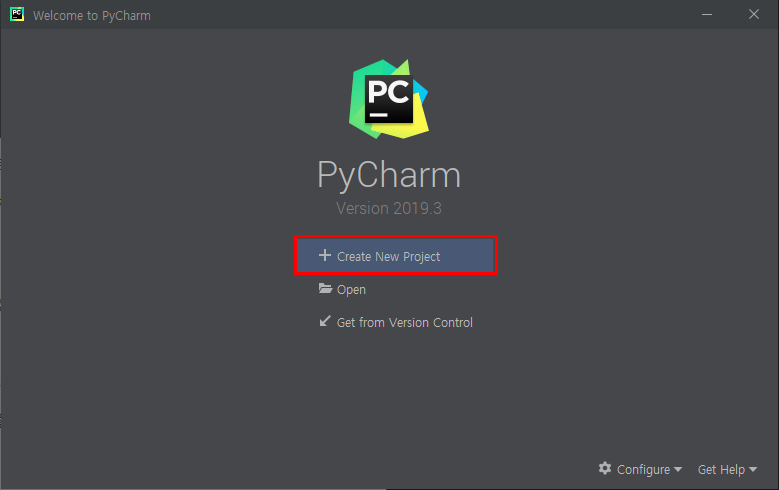 Welcome to PyCharm
PC
PyCharm
Version 2019.3
Create New Project
Open
Get from Version Control
Configure
Get Help